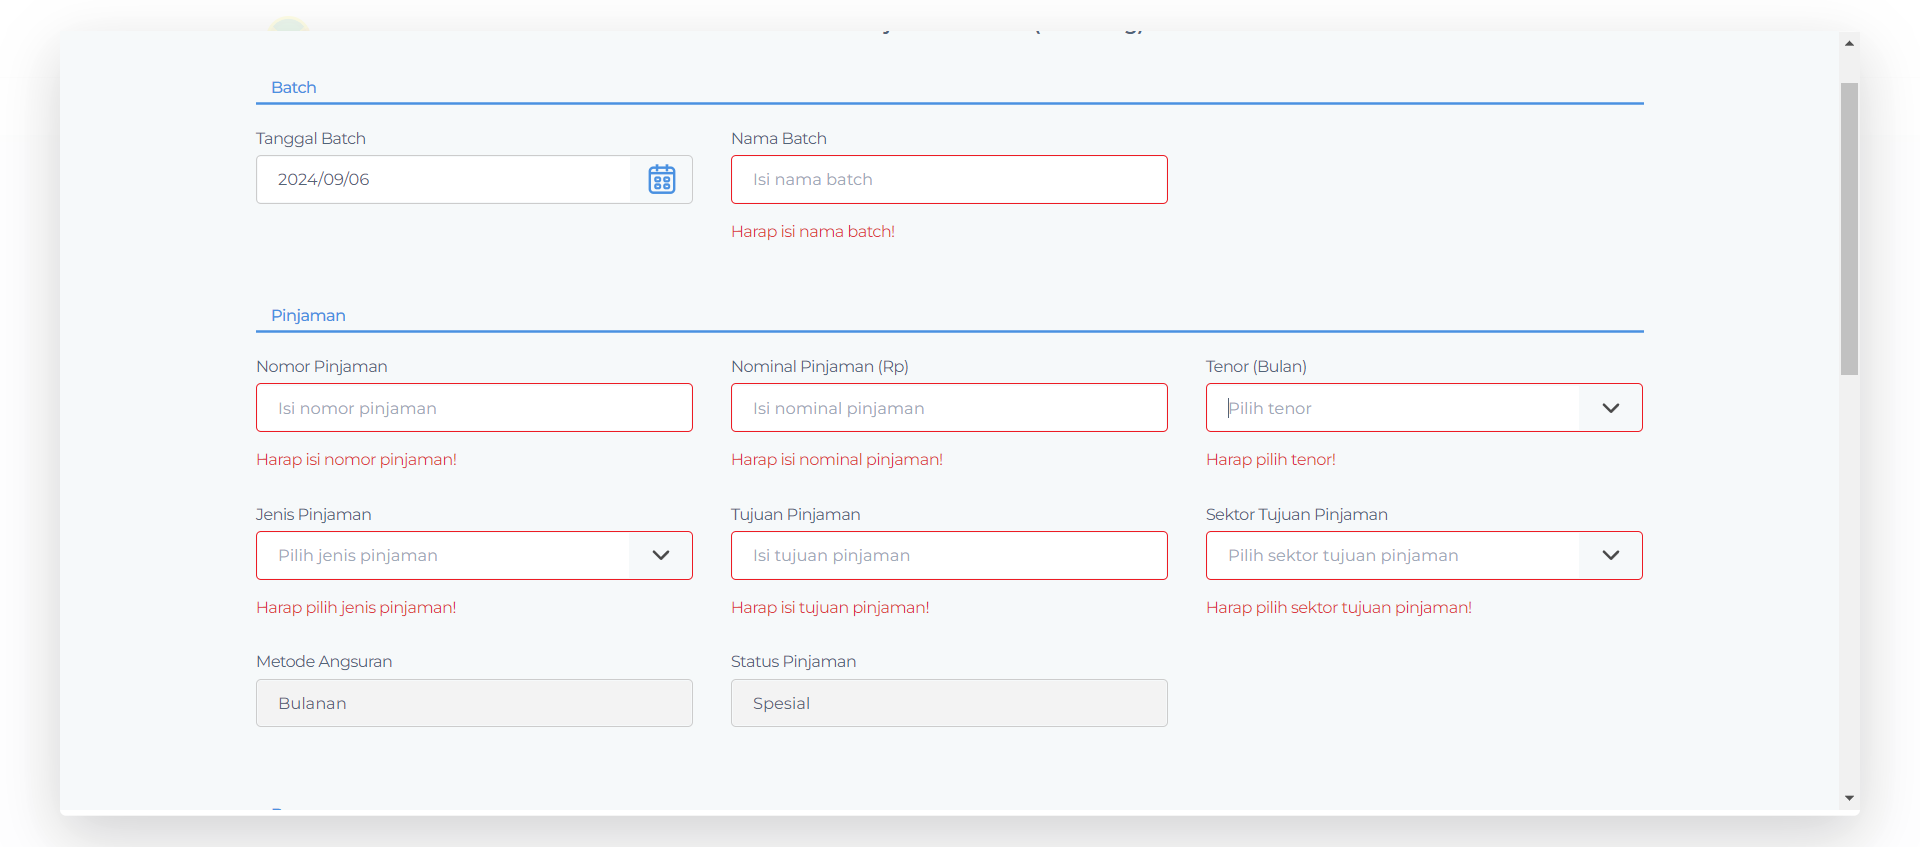 Batch
Tanggal Batch
Nama Batch
2024/09/06
Isi nama batch
Harap isi nama batch!
Pinjaman
Nomor Pinjaman
Nominal Pinjaman (Rp)
Tenor (Bulan)
Isi nomor pinjaman
Isi nominal pinjaman
Pilih tenor
Harap isi nomor pinjaman!
Harap isi nominal pinjaman!
Harap pilih tenor!
Jenis Pinjaman
Tujuan Pinjaman
Sektor Tujuan Pinjaman
Pilih jenis pinjaman
Isi tujuan pinjaman
Pilih sektor tujuan pinjaman
Harap pilih jenis pinjaman!
Harap isi tujuan pinjaman!
Harap pilih sektor tujuan pinjaman!
Metode Angsuran
Status Pinjaman
Bulanan
Spesial